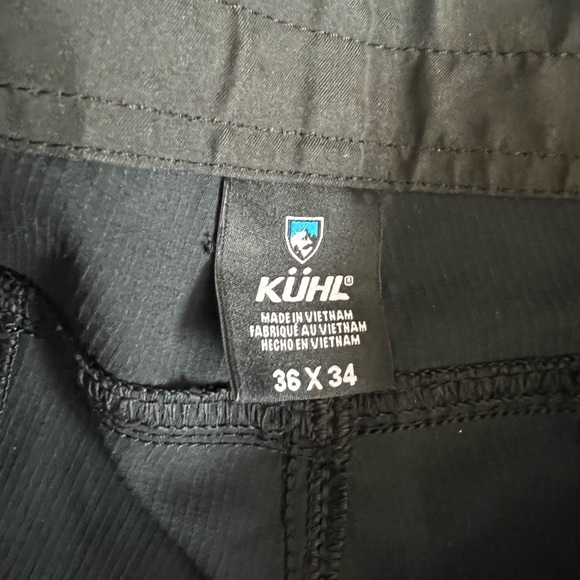 KÜHL®
MADE IN VIETNAM
FABRIQUÉ AU VIETNAM
HECHO EN VIETNAM
36 X 34